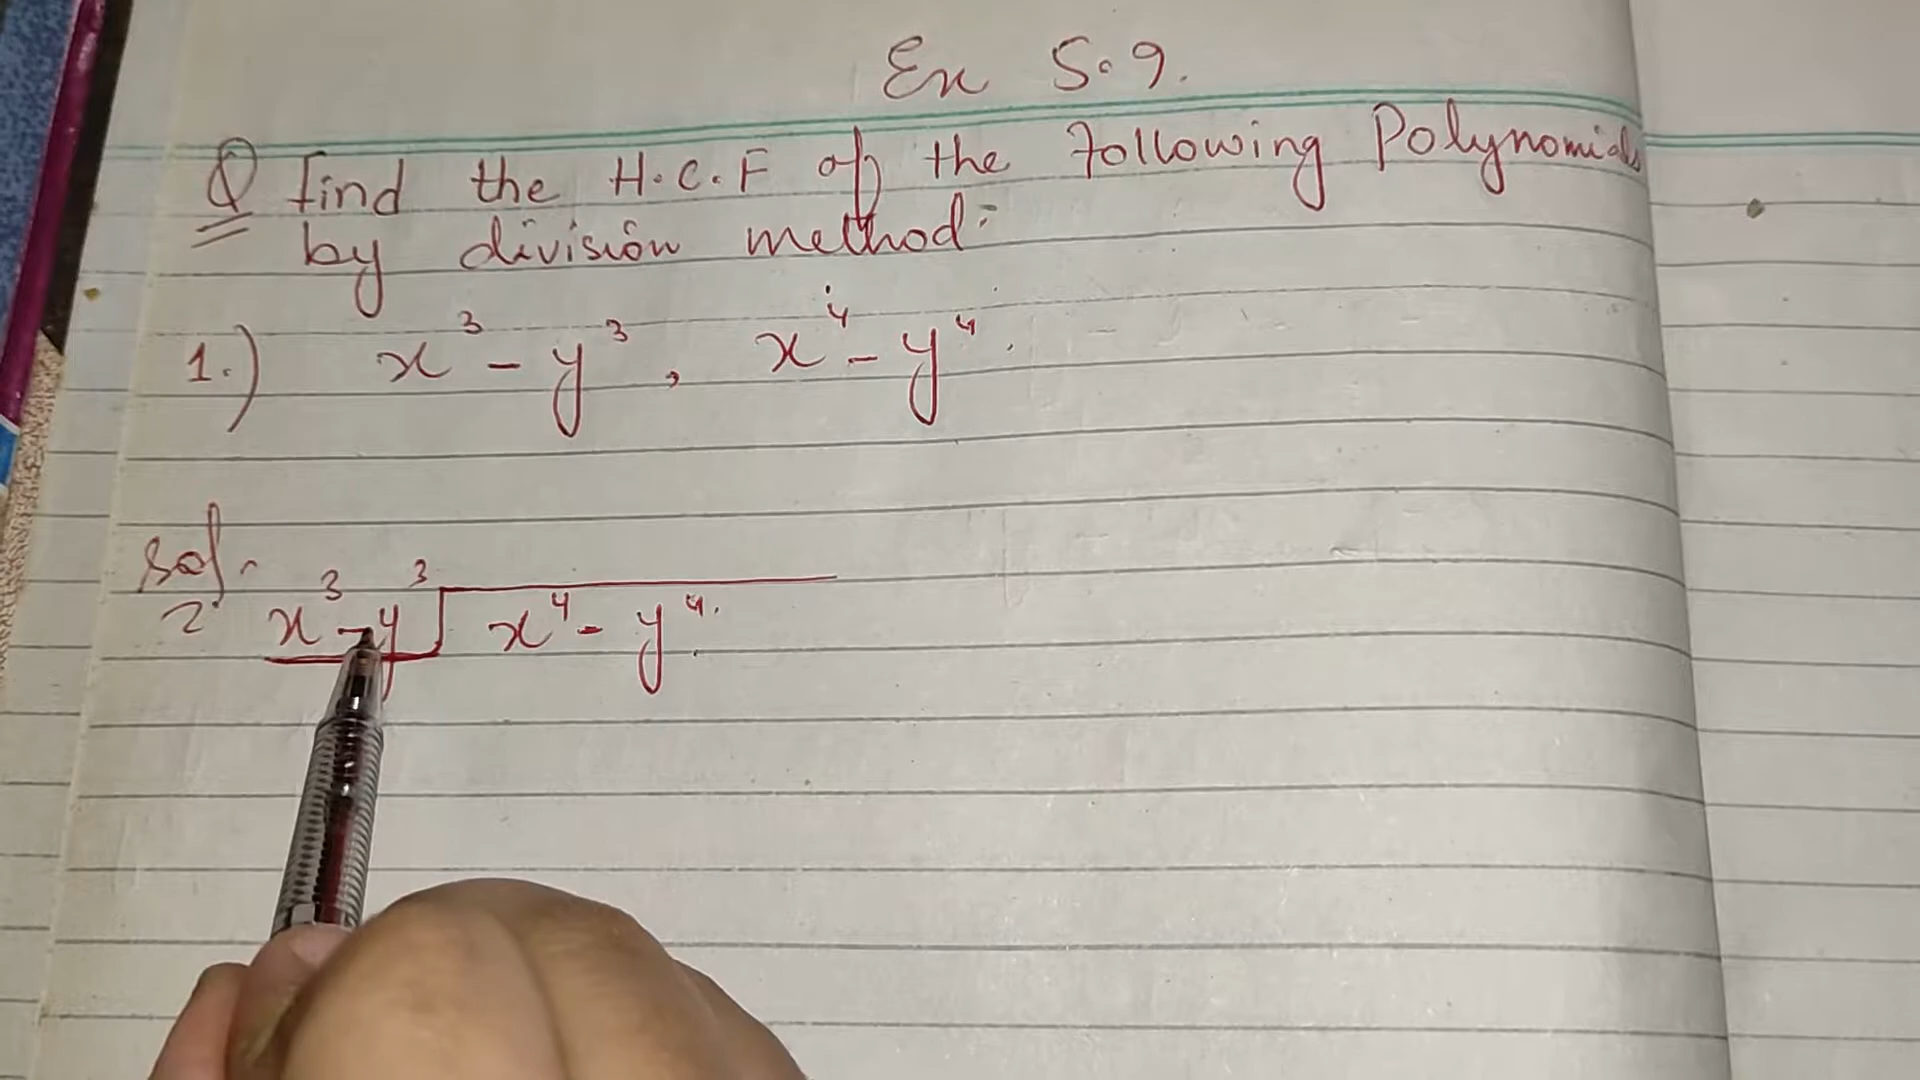 Ex 5.9.
Q Find the H.C.F of the Following Polynomials
by division method:
1.) x³ - y³, x⁴ - y⁴.
Sol.
x³ - y³ x⁴ - y⁴.